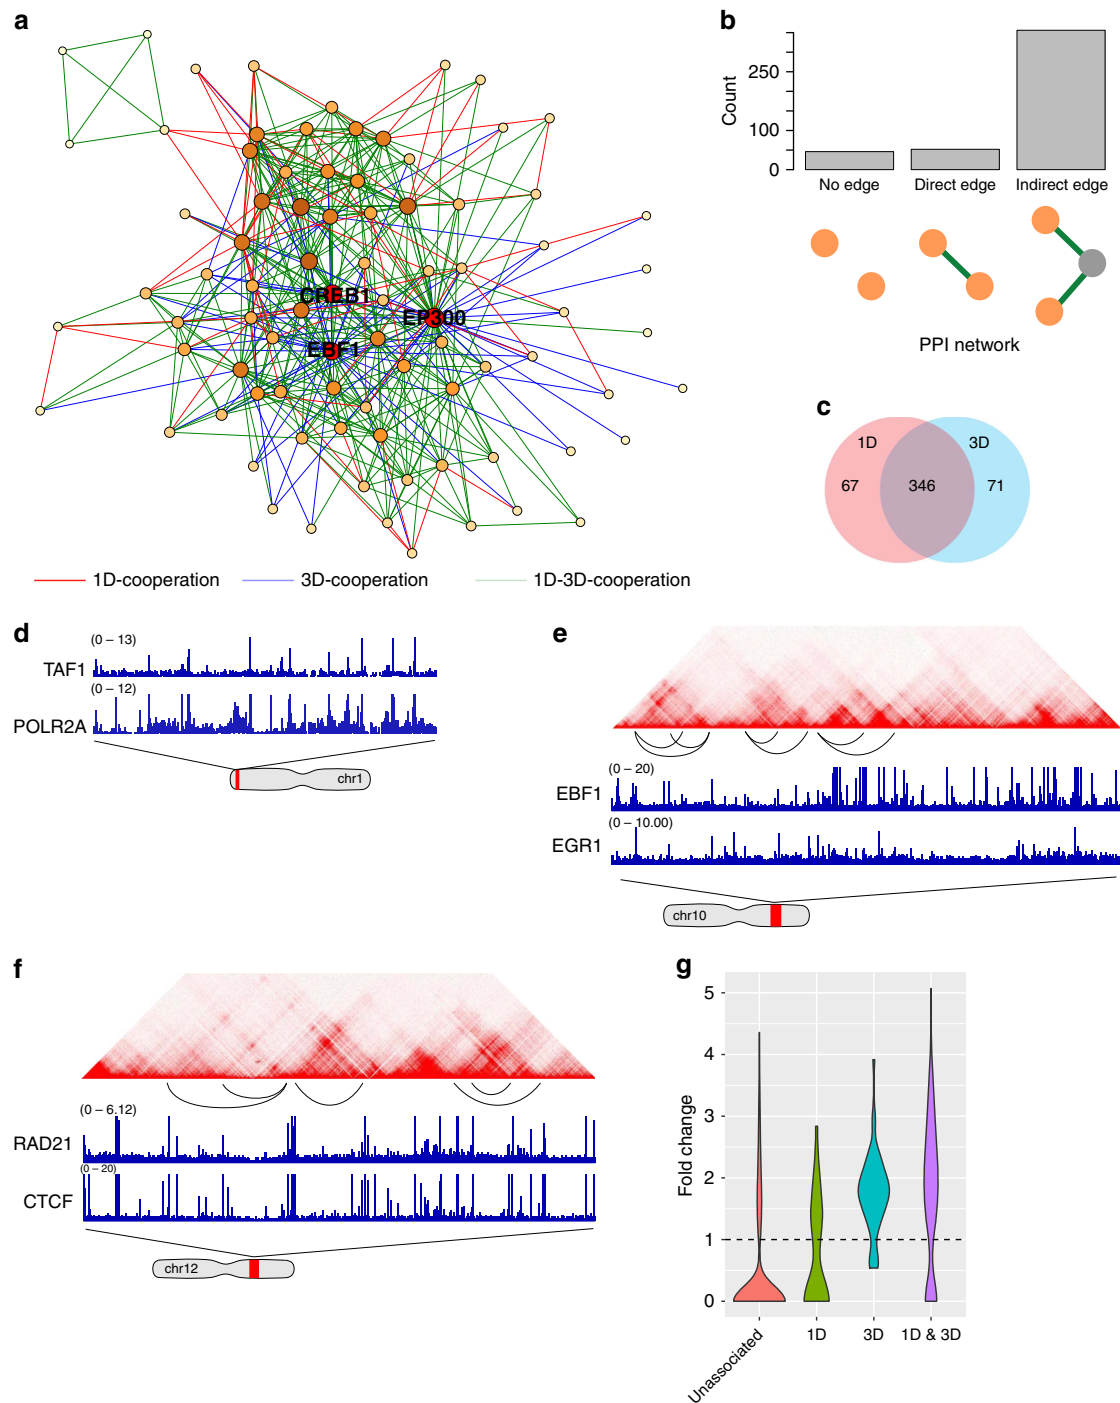 a
CREB1
EP300
EBF1
1D-cooperation
3D-cooperation
1D-3D-cooperation
b
Count
250
100
0
No edge
Direct edge
Indirect edge
PPI network
c
1D
3D
67
346
71
d
(0 – 13)
TAF1
(0 – 12)
POLR2A
chr1
e
(0 – 20)
EBF1
(0 – 10.00)
EGR1
chr10
f
(0 – 6.12)
RAD21
(0 – 20)
CTCF
chr12
g
Fold change
5
4
3
2
1
0
Unassociated
1D
3D
1D & 3D